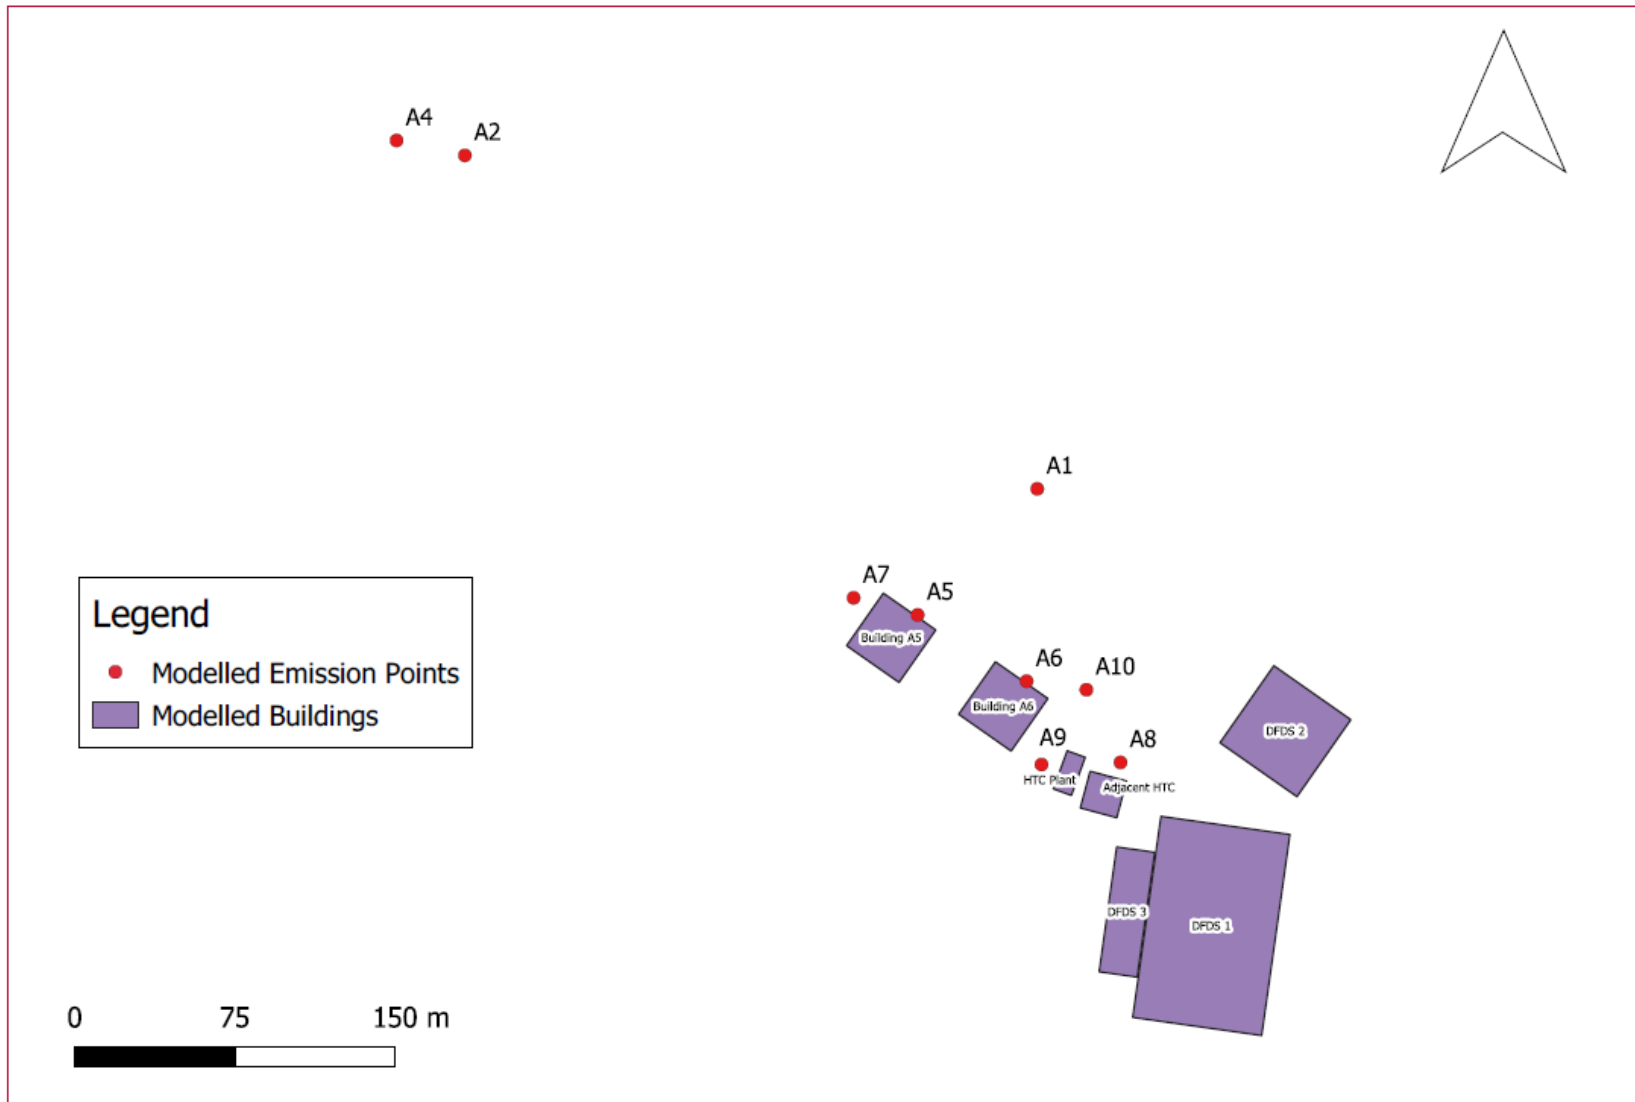 A4
A2
A1
A7
A5
Building A5
Legend
Modelled Emission Points
Modelled Buildings
A6
A10
Building A6
A9
A8
DFDS 2
HTC Plant
Adjacent HTC
DFDS 3
DFDS 1
0 75 150 m